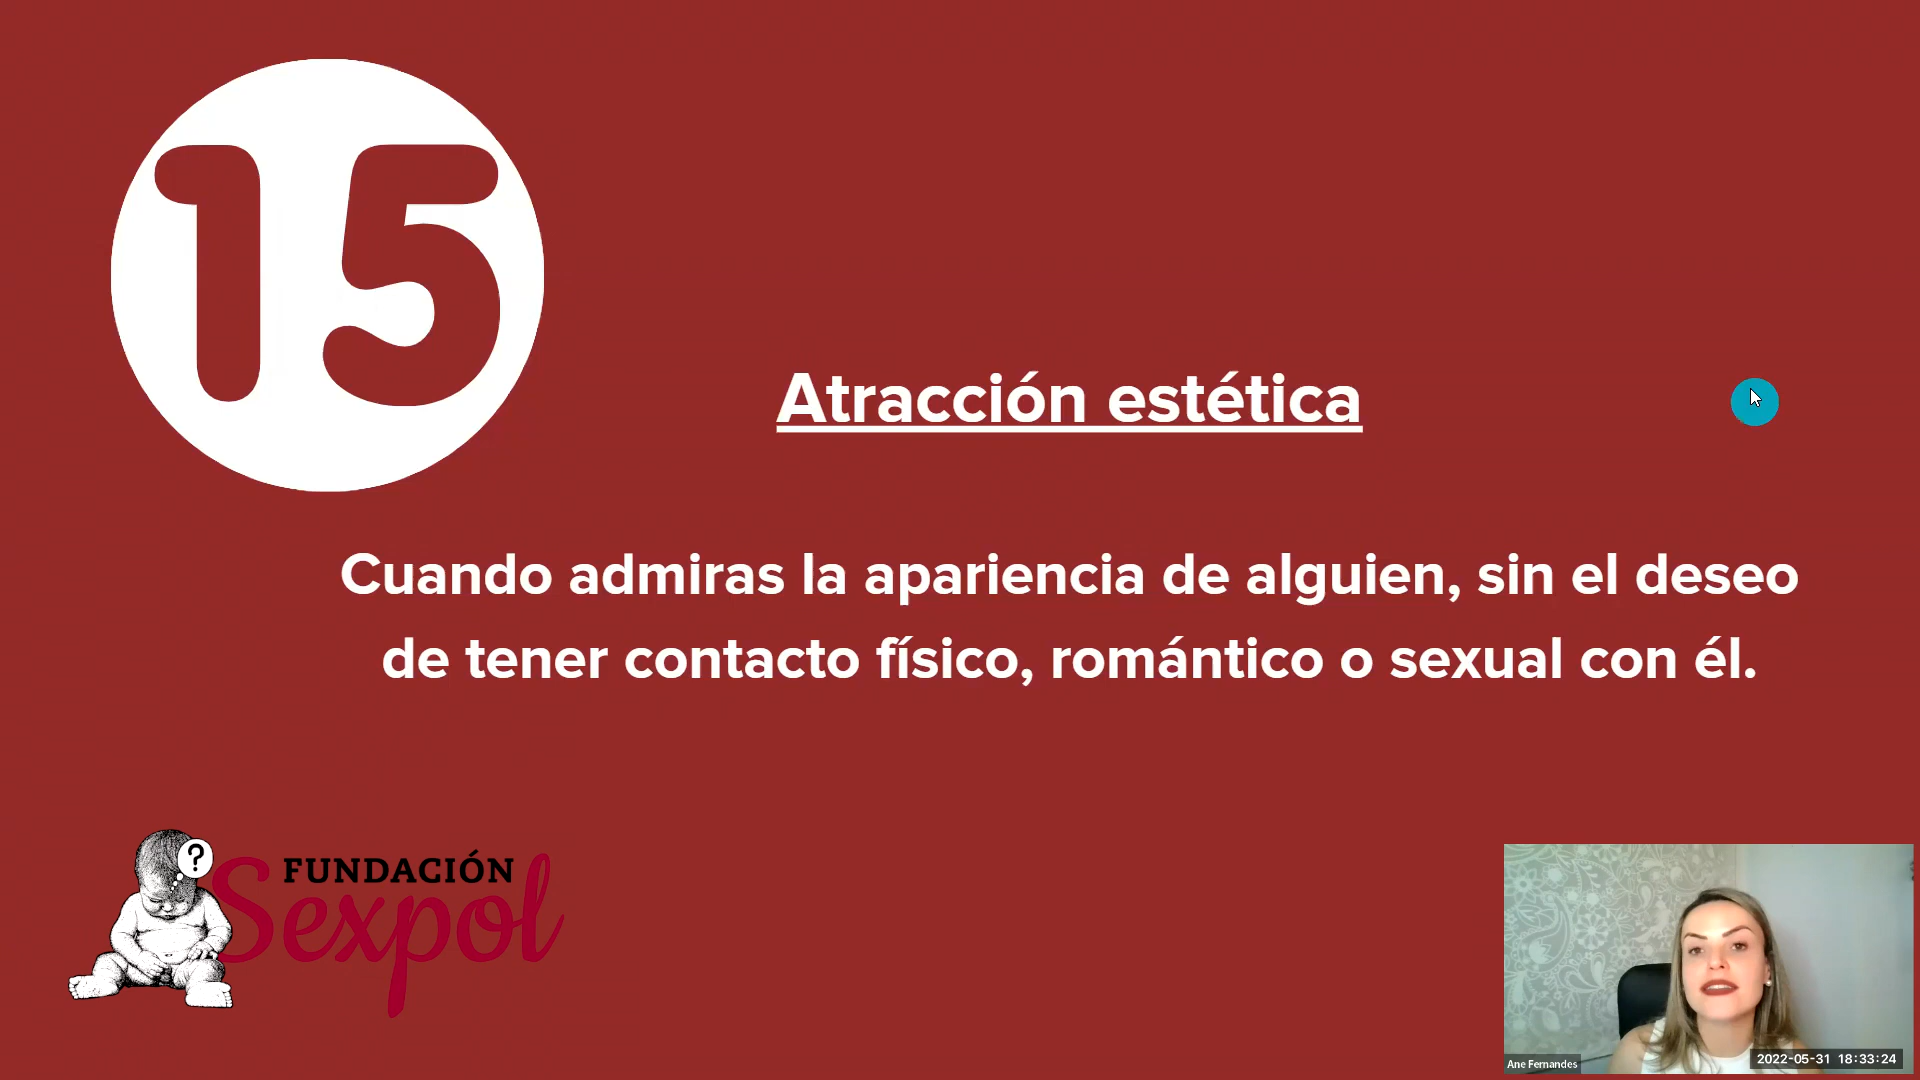 15
Atracción estética
Cuando admiras la apariencia de alguien, sin el deseo
de tener contacto físico, romántico o sexual con él.
?
FUNDACIÓN
Sexpol
Ane Fernandes
2022-05-31 18:33:24